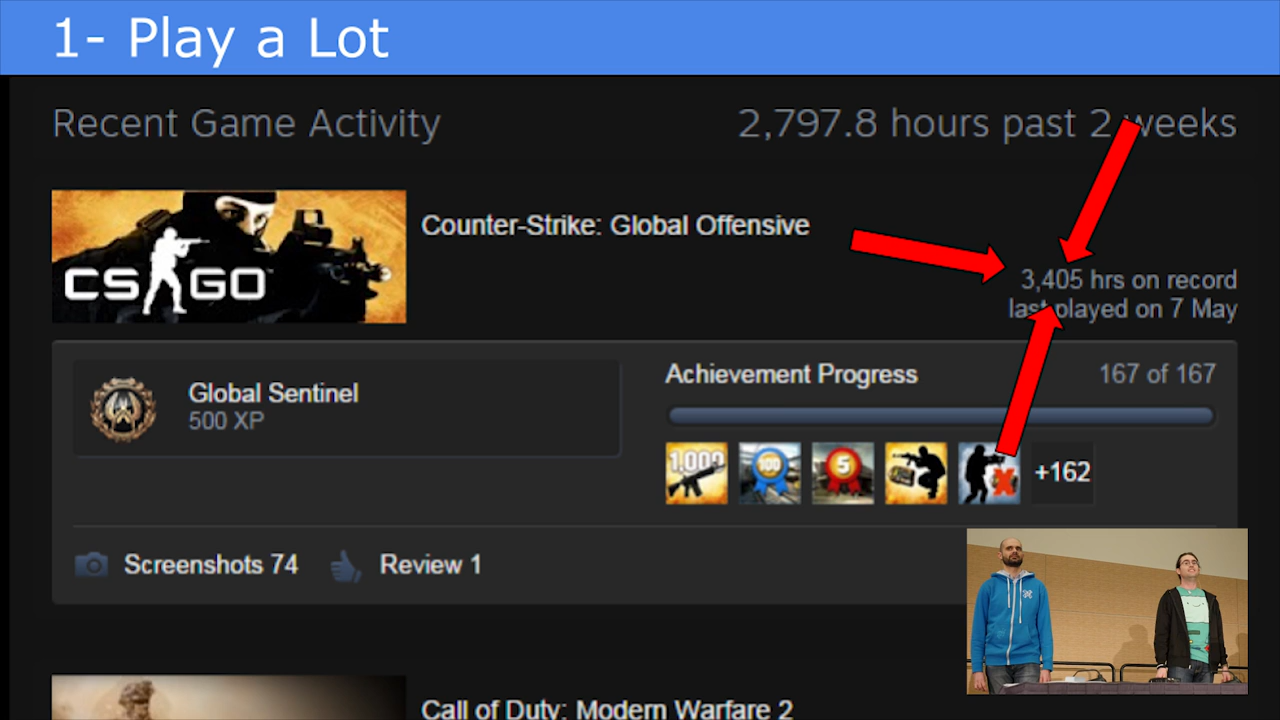 1- Play a Lot
Recent Game Activity
2,797.8 hours past 2 weeks
CS GO
Counter-Strike: Global Offensive
3,405 hrs on record
last played on 7 May
Global Sentinel
500 XP
Achievement Progress
167 of 167
1,000
100
5
X
+162
Screenshots 74
Review 1
Call of Duty: Modern Warfare 2